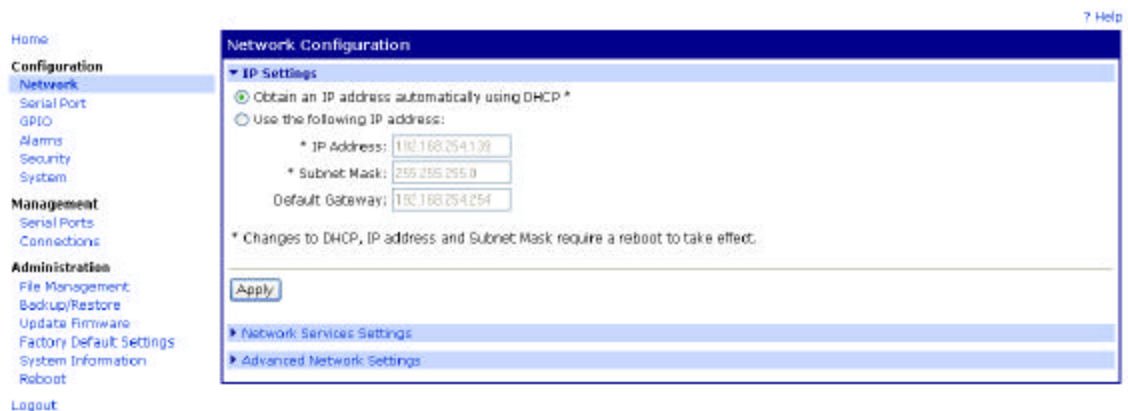 ? Help
Home
Configuration
Network
Serial Port
GPIO
Alarms
Security
System
Management
Serial Ports
Connections
Administration
File Management
Backup/Restore
Update Firmware
Factory Default Settings
System Information
Reboot
Logout
Network Configuration
IP Settings
Obtain an IP address automatically using DHCP *
Use the following IP address:
* IP Address: 192.168.254.139
* Subnet Mask: 255.255.255.0
Default Gateway: 192.168.254.254
* Changes to DHCP, IP address and Subnet Mask require a reboot to take effect.
Apply
Network Services Settings
Advanced Network Settings